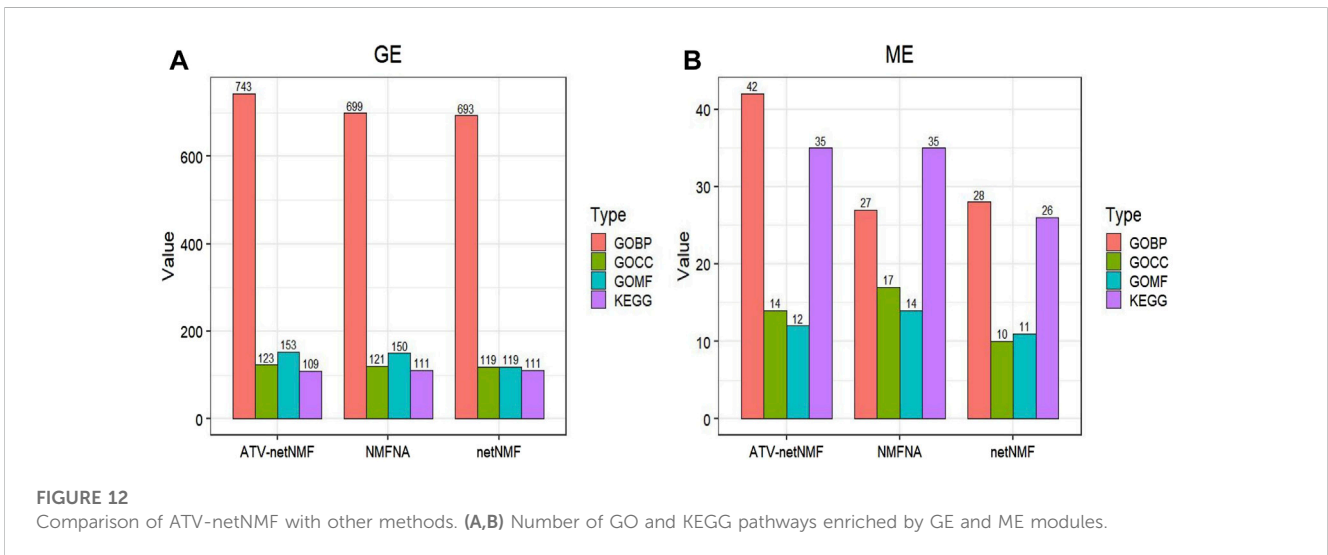 A
GE
743
699
693
123
153
109
121
150
111
119
119
111
600
400
200
0
Value
ATV-netNMF
NMFNA
netNMF
Type
GOBP
GOCC
GOMF
KEGG
B
ME
42
14
12
35
27
17
14
35
28
10
11
26
40
30
20
10
0
Value
ATV-netNMF
NMFNA
netNMF
Type
GOBP
GOCC
GOMF
KEGG
FIGURE 12
Comparison of ATV-netNMF with other methods. (A,B) Number of GO and KEGG pathways enriched by GE and ME modules.